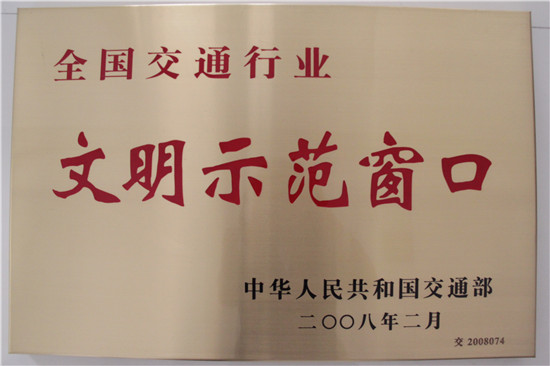 全国交通行业
文明示范窗口
中华人民共和国交通部
二〇〇八年二月
交 2008074